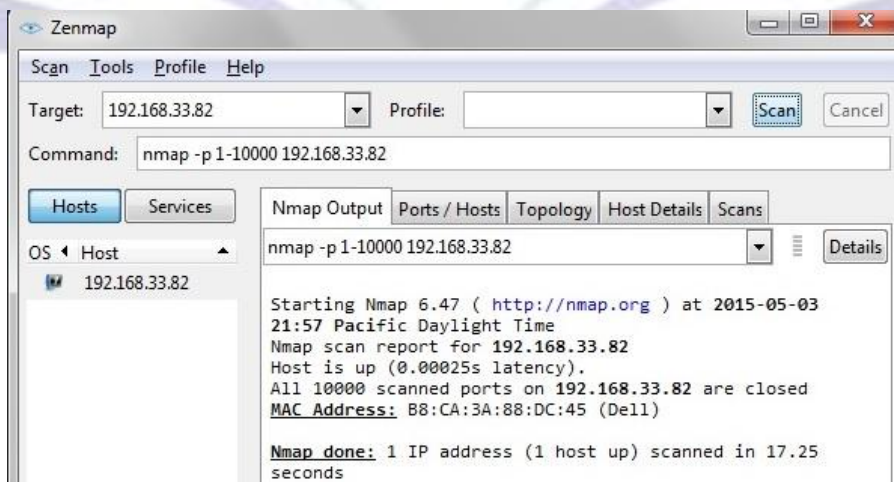 Zenmap
Scan Tools Profile Help
Target: 192.168.33.82 Profile: Scan Cancel
Command: nmap -p 1-10000 192.168.33.82
Hosts Services
Nmap Output Ports / Hosts Topology Host Details Scans
OS Host
nmap -p 1-10000 192.168.33.82 Details
192.168.33.82
Starting Nmap 6.47 ( http://nmap.org ) at 2015-05-03
21:57 Pacific Daylight Time
Nmap scan report for 192.168.33.82
Host is up (0.00025s latency).
All 10000 scanned ports on 192.168.33.82 are closed
MAC Address: B8:CA:3A:88:DC:45 (Dell)
Nmap done: 1 IP address (1 host up) scanned in 17.25
seconds